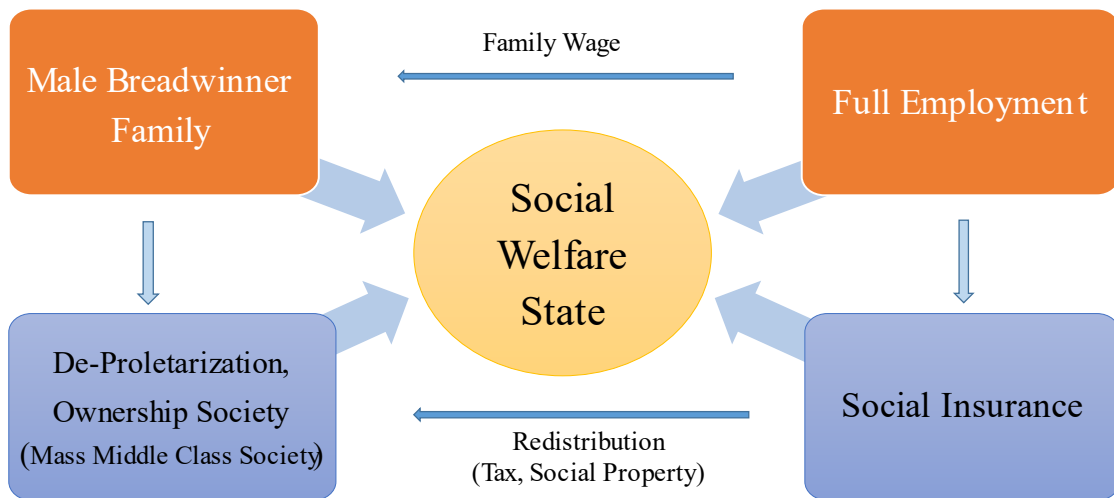 Family Wage
Male Breadwinner
Family
Full Employment
Social
Welfare
State
De-Proletarization,
Ownership Society
(Mass Middle Class Society)
Social Insurance
Redistribution
(Tax, Social Property)